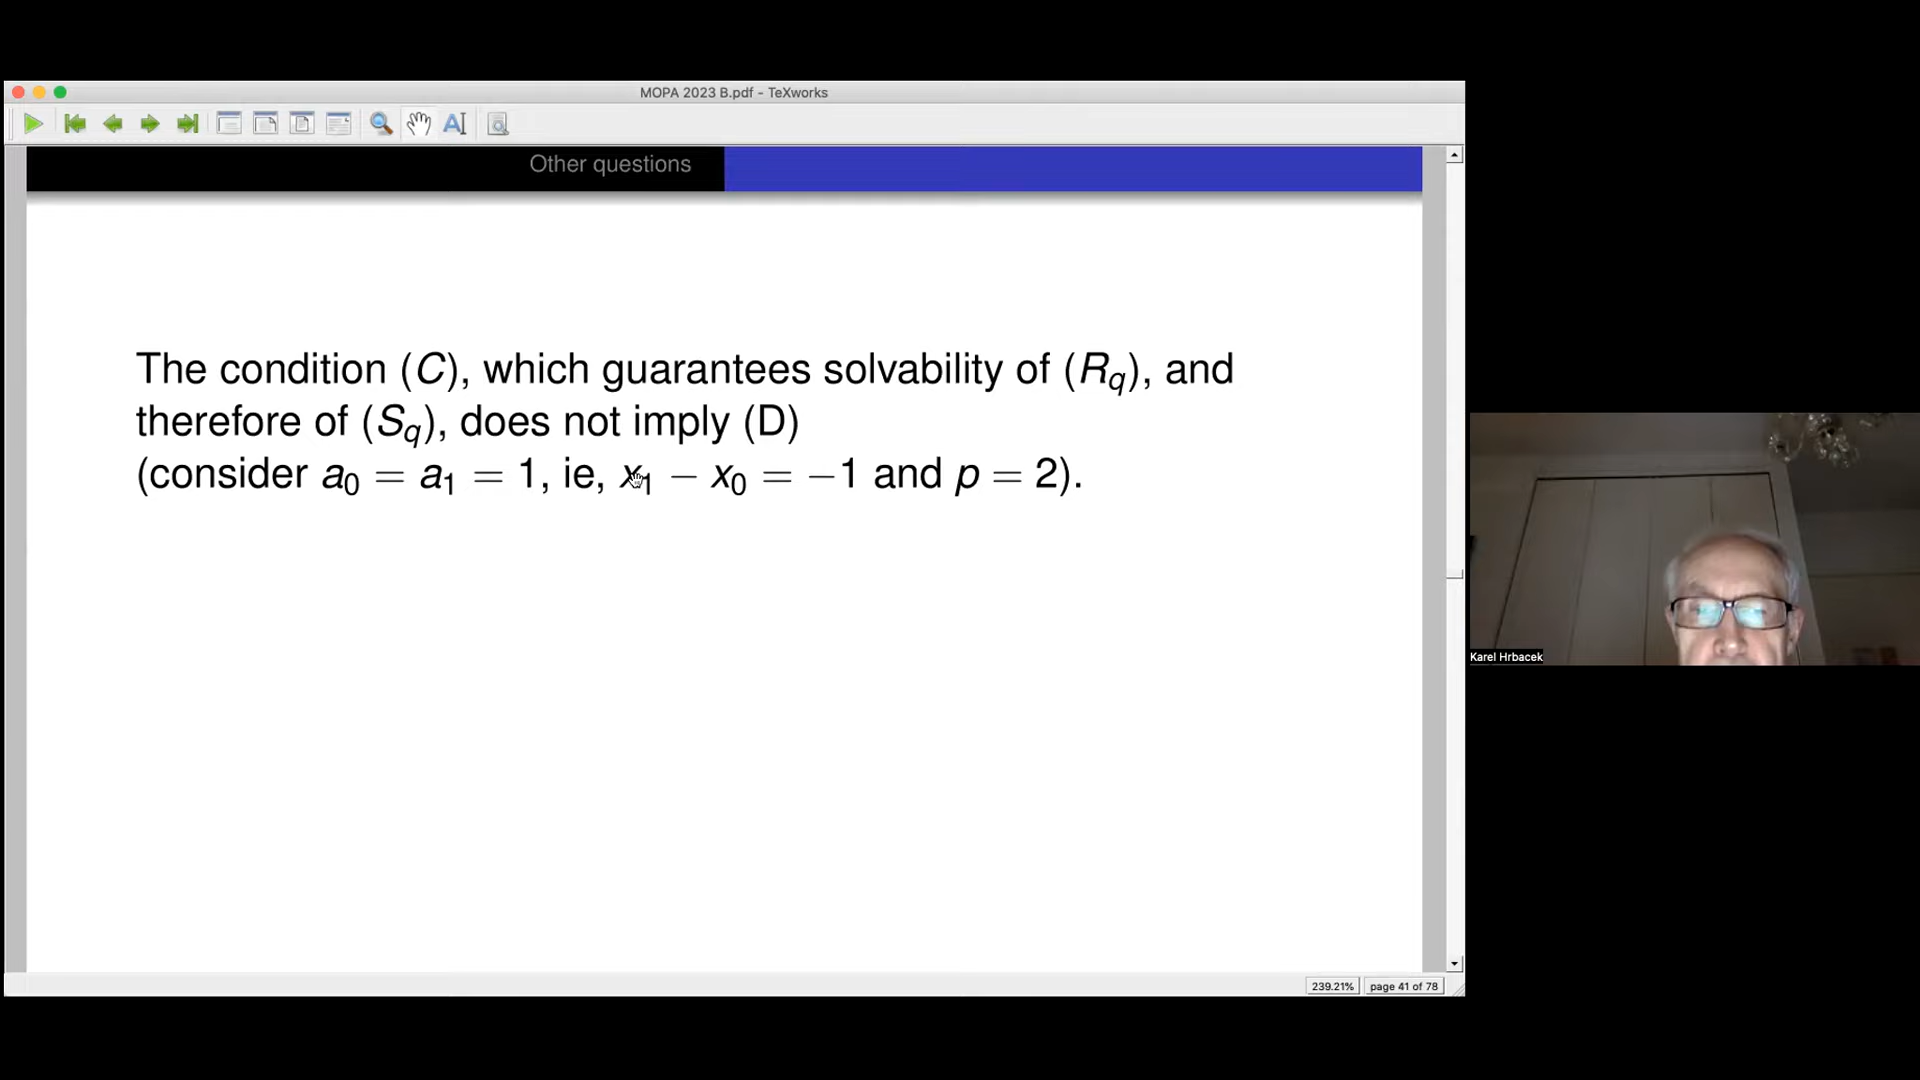 MOPA 2023 B.pdf - TeXworks
Other questions
The condition (C), which guarantees solvability of (R_q), and
therefore of (S_q), does not imply (D)
(consider a_0 = a_1 = 1, ie, x_1 − x_0 = −1 and p = 2).
Karel Hrbacek
239.21%
page 41 of 78